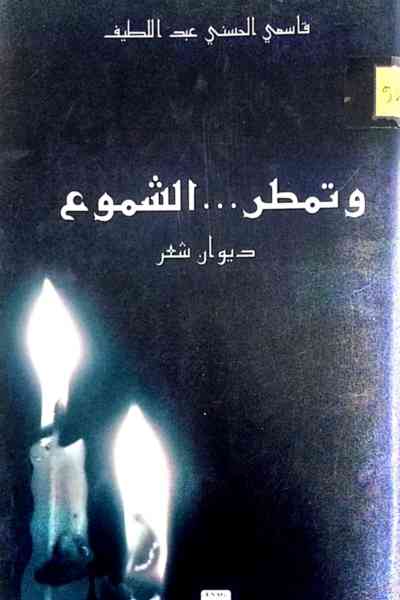 قاسمي الحسني عبد اللطيف
وتمطر...الشموع
ديوان شعر